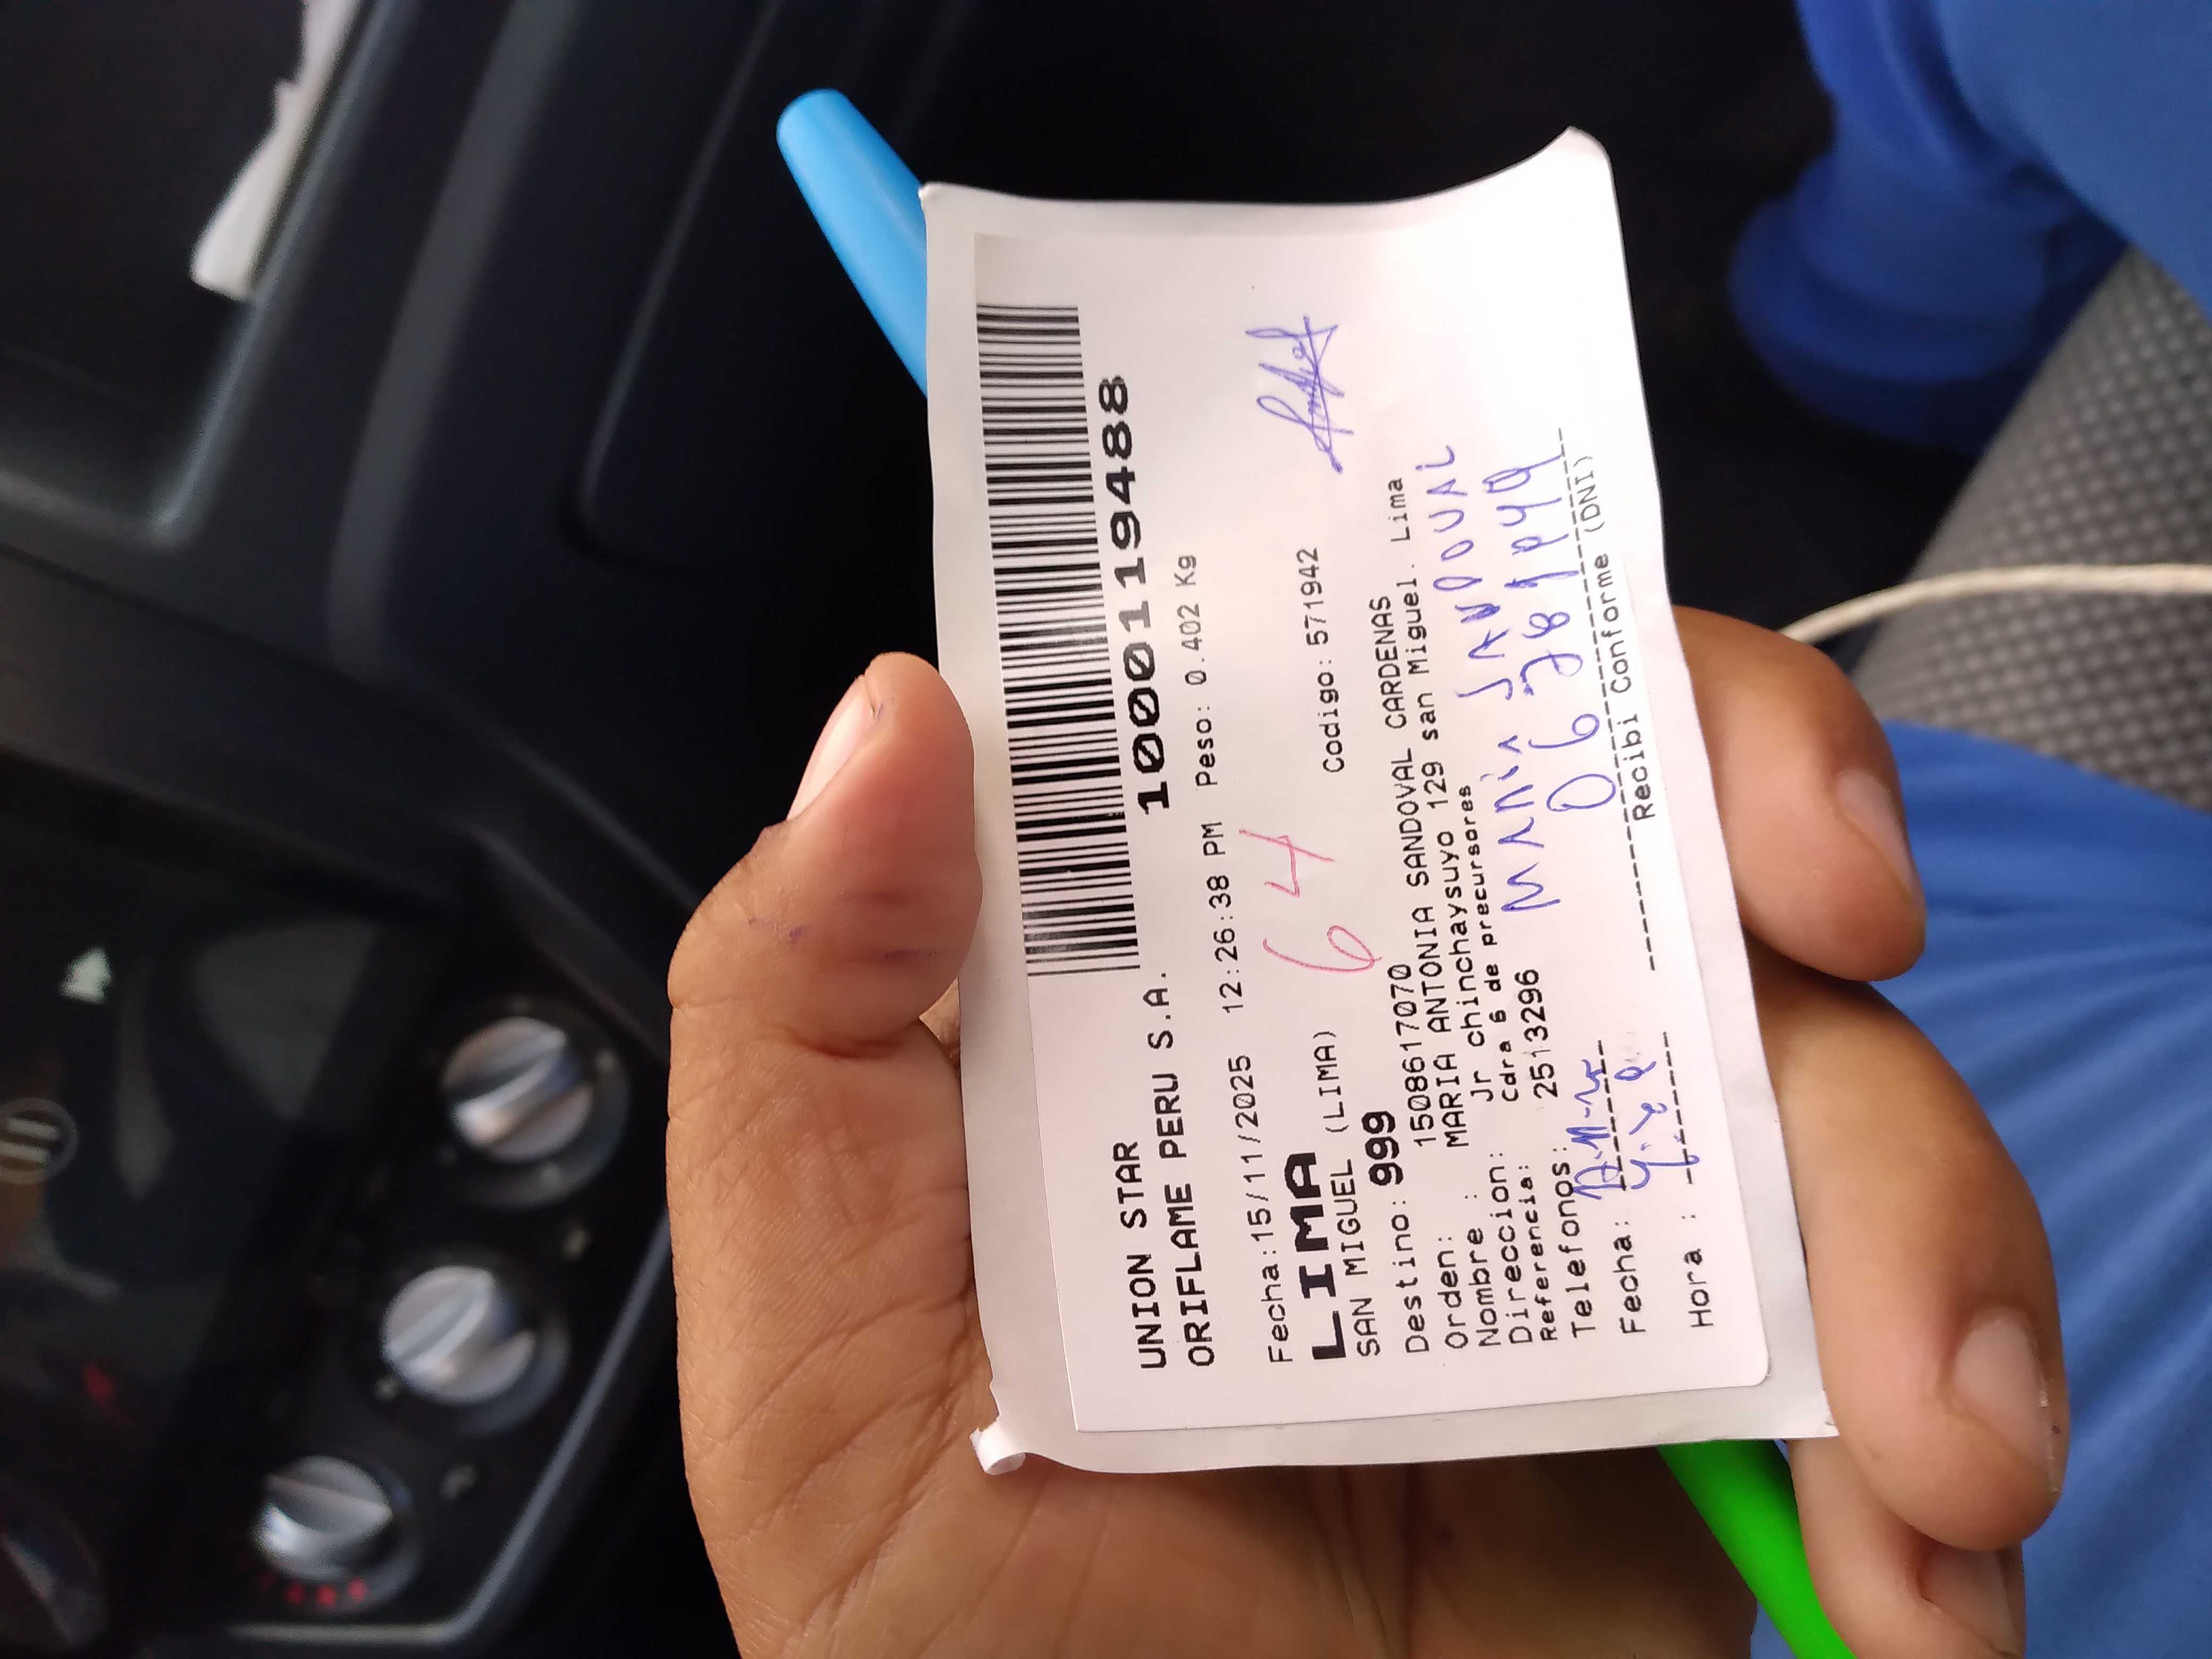 UNION STAR
ORIFLAME PERU S.A. 1000119488
Fecha:15/11/2025 12:26:38 PM Peso: 0.402 Kg
LIMA 64
SAN MIGUEL (LIMA) Codigo: 571942
Destino: 999
Orden: 1508617070
Nombre : MARIA ANTONIA SANDOVAL CARDENAS
Direccion: Jr chinchaysuyo 129 san Miguel. Lima
Referencia: Cdra 6 de precursores
Telefonos: 2513296
MARIA SANDOVAL
Fecha:
Hora :
Recibi Conforme (DNI)